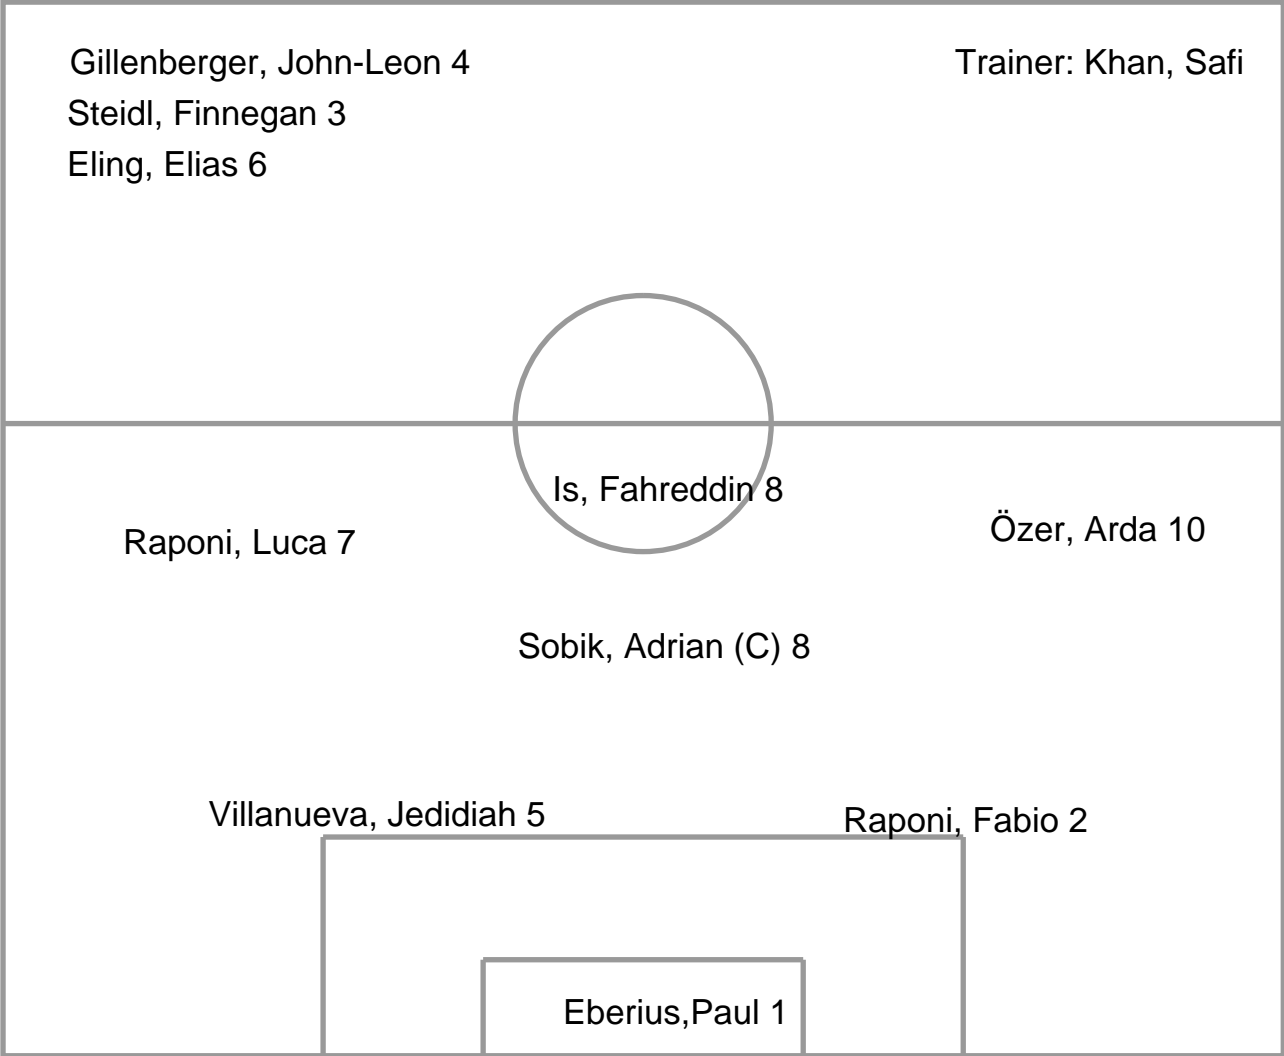 Gillenberger, John-Leon 4
Trainer: Khan, Safi
Steidl, Finnegan 3
Eling, Elias 6
Is, Fahreddin 8
Raponi, Luca 7
Özer, Arda 10
Sobik, Adrian (C) 8
Villanueva, Jedidiah 5
Raponi, Fabio 2
Eberius,Paul 1